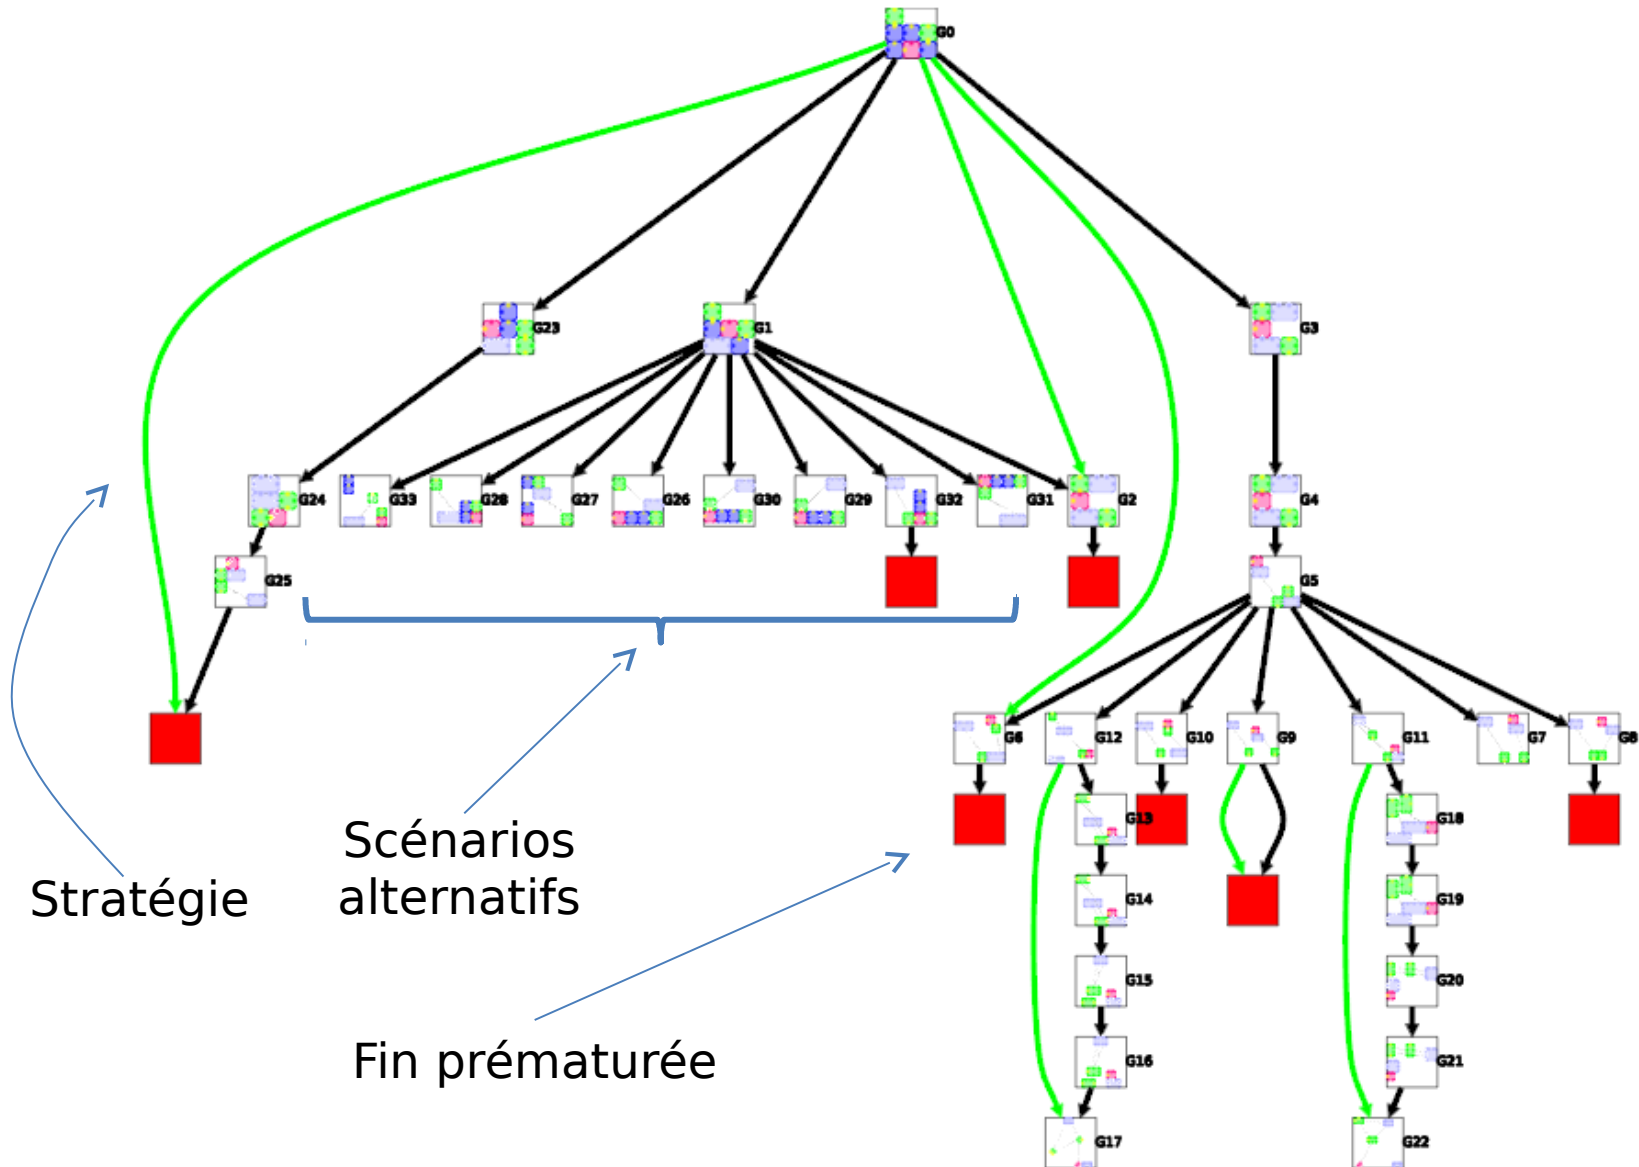 G0
G23
G1
G3
G24
G33
G28
G27
G26
G30
G29
G32
G31
G2
G4
G25
G5
G6
G12
G10
G9
G11
G7
G8
G13
G18
Scénarios
alternatifs
Stratégie
G14
G19
G15
G20
Fin prématurée
G16
G21
G17
G22